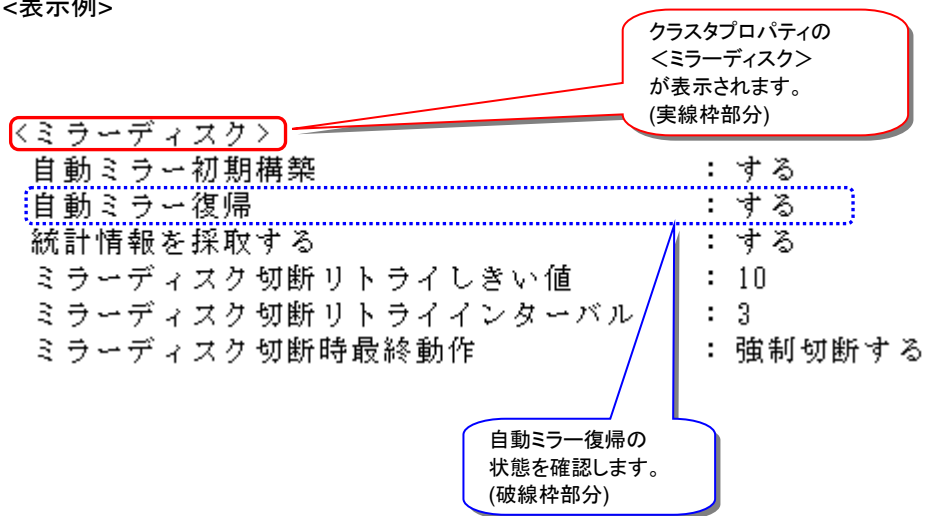 <表示例>
クラスタプロパティの
＜ミラーディスク＞
が表示されます。
(実線枠部分)
<ミラーディスク>
自動ミラー初期構築 : する
自動ミラー復帰 : する
統計情報を採取する : する
ミラーディスク切断リトライしきい値 : 10
ミラーディスク切断リトライインターバル : 3
ミラーディスク切断時最終動作 : 強制切断する
自動ミラー復帰の
状態を確認します。
(破線枠部分)